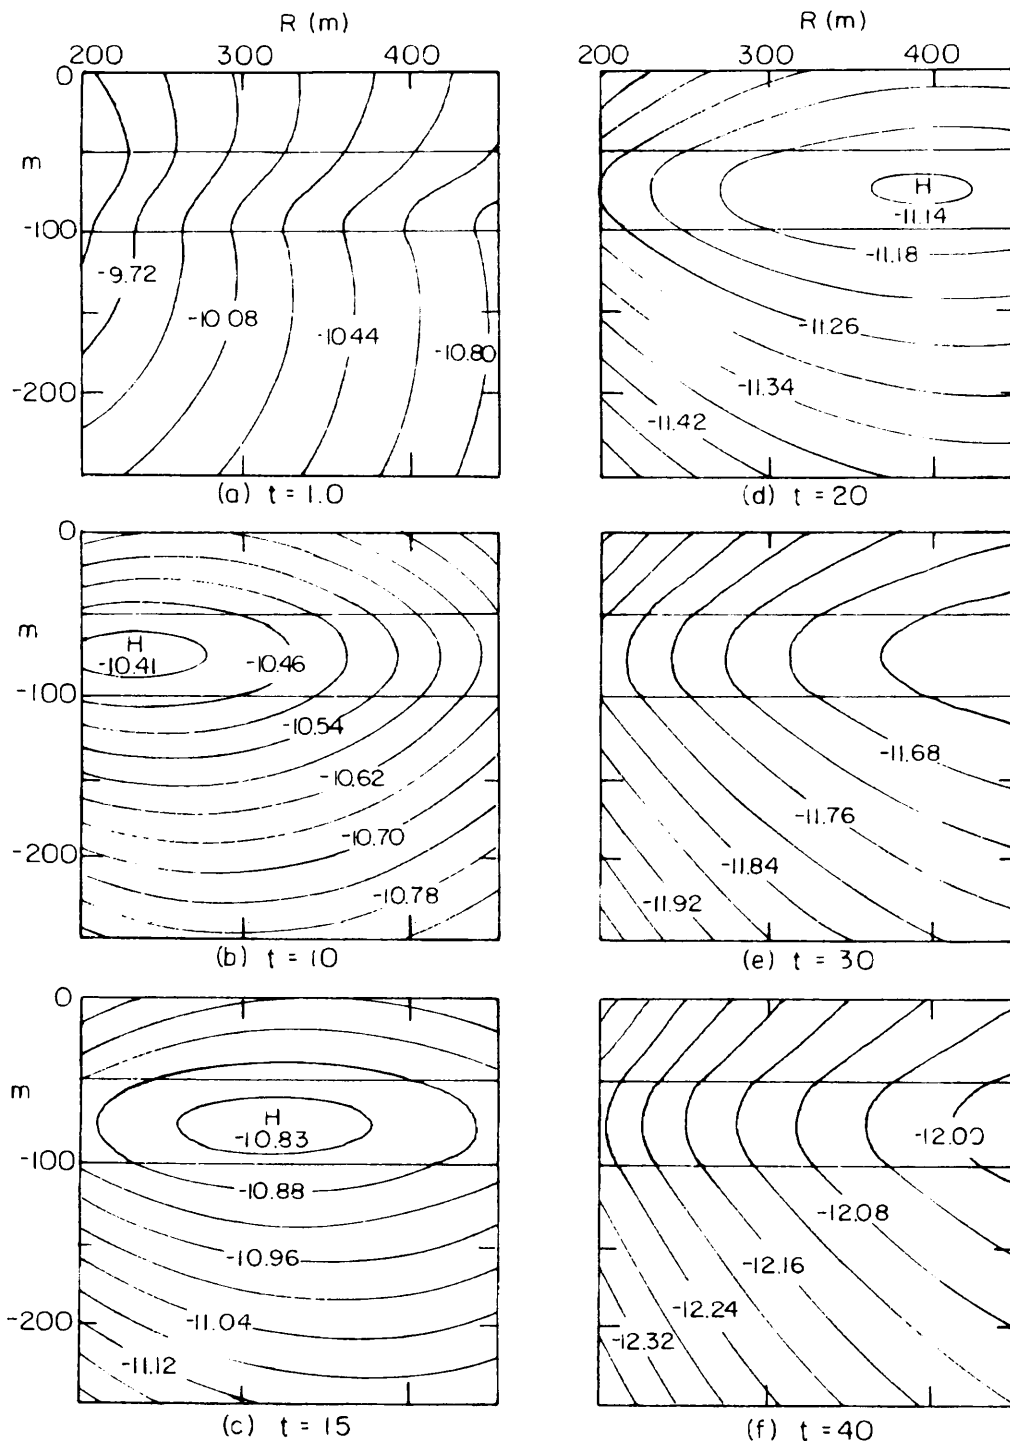 R (m)
200 300 400
0
m
-100
-200
-9.72
-10.08
-10.44
-10.80
(a) t = 1.0
0
m
-100
-200
H
-10.41
-10.46
-10.54
-10.62
-10.70
-10.78
(b) t = 10
0
m
-100
-200
H
-10.83
-10.88
-10.96
-11.04
-11.12
(c) t = 15
R (m)
200 300 400
H
-11.14
-11.18
-11.26
-11.34
-11.42
(d) t = 20
-11.68
-11.76
-11.84
-11.92
(e) t = 30
-12.00
-12.08
-12.16
-12.24
-12.32
(f) t = 40